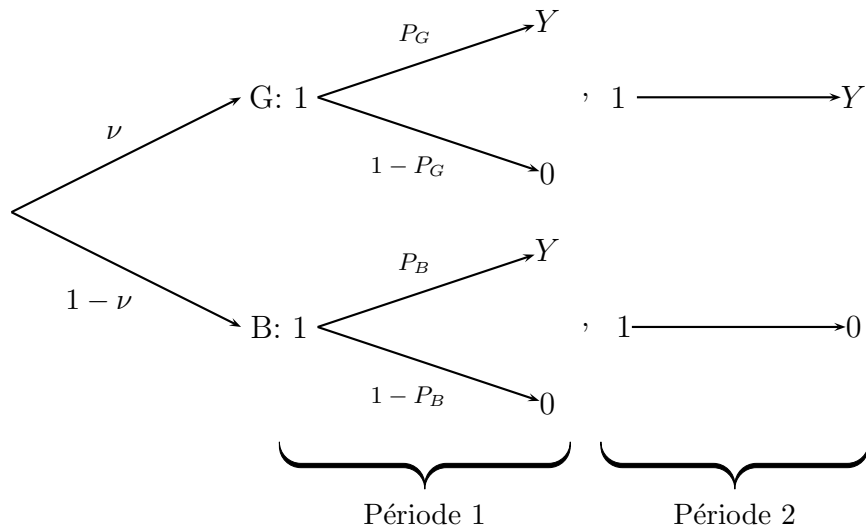 P_G
Y
G: 1
, 1
Y
ν
1 − P_G
0
P_B
Y
1 − ν
B: 1
, 1
0
1 − P_B
0
Période 1
Période 2